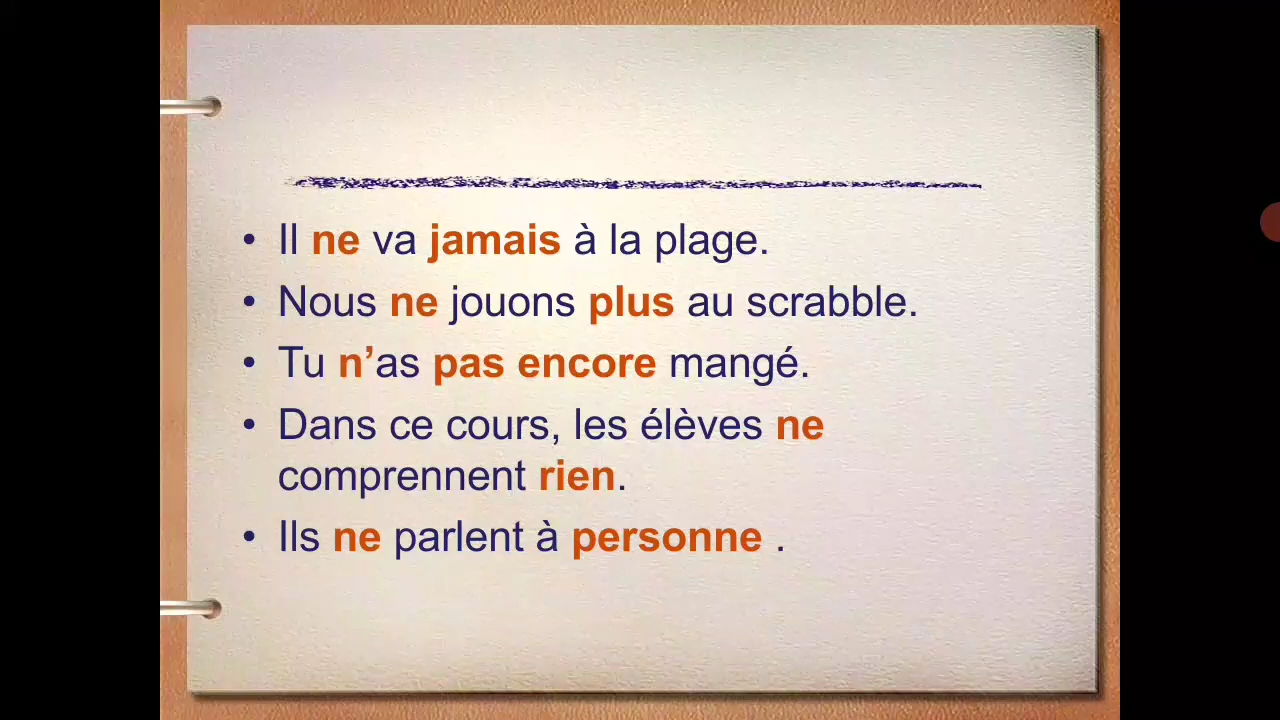 • Il ne va jamais à la plage.
• Nous ne jouons plus au scrabble.
• Tu n’as pas encore mangé.
• Dans ce cours, les élèves ne
comprennent rien.
• Ils ne parlent à personne .